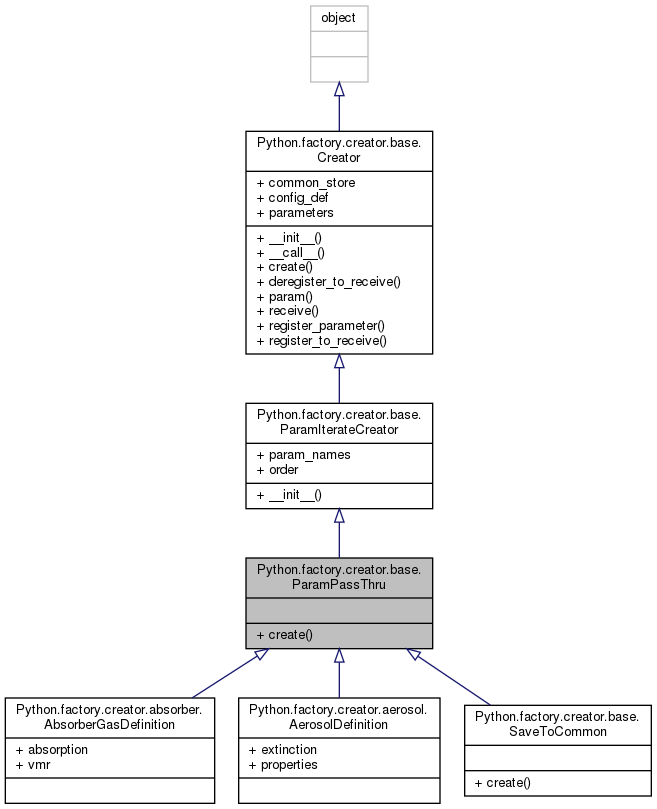 object
Python.factory.creator.base.
Creator
+ common_store
+ config_def
+ parameters
+ __init__()
+ __call__()
+ create()
+ deregister_to_receive()
+ param()
+ receive()
+ register_parameter()
+ register_to_receive()
Python.factory.creator.base.
ParamIterateCreator
+ param_names
+ order
+ __init__()
Python.factory.creator.base.
ParamPassThru
+ create()
Python.factory.creator.absorber.
AbsorberGasDefinition
+ absorption
+ vmr
Python.factory.creator.aerosol.
AerosolDefinition
+ extinction
+ properties
Python.factory.creator.base.
SaveToCommon
+ create()